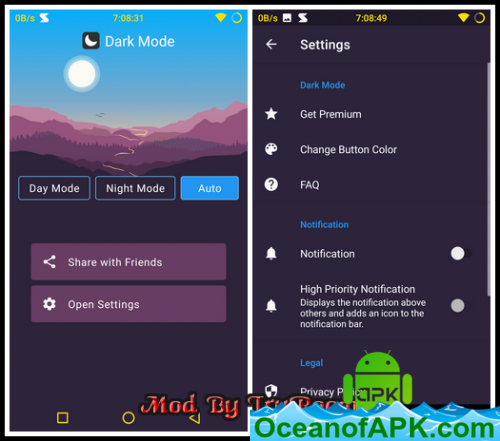 0B/s
7:08:31
Dark Mode
Day Mode
Night Mode
Auto
Share with Friends
Open Settings
0B/s
7:08:49
Settings
Dark Mode
Get Premium
Change Button Color
FAQ
Notification
Notification
High Priority Notification
Displays the notification above
others and adds an icon to the
notification bar.
Legal
Privacy
Mod By
APK
OceanofAPK.com